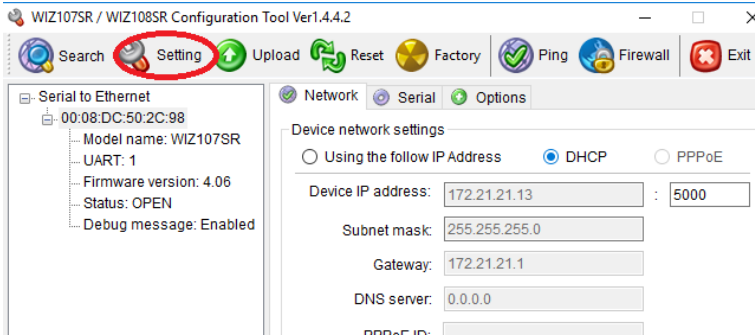 WIZ107SR / WIZ108SR Configuration Tool Ver1.4.4.2
Search Setting Upload Reset Factory Ping Firewall Exit
Serial to Ethernet
00:08:DC:50:2C:98
Model name: WIZ107SR
UART: 1
Firmware version: 4.06
Status: OPEN
Debug message: Enabled
Network Serial Options
Device network settings
Using the follow IP Address DHCP PPPoE
Device IP address: 172.21.21.13 : 5000
Subnet mask: 255.255.255.0
Gateway: 172.21.21.1
DNS server: 0.0.0.0
PPPoE ID: